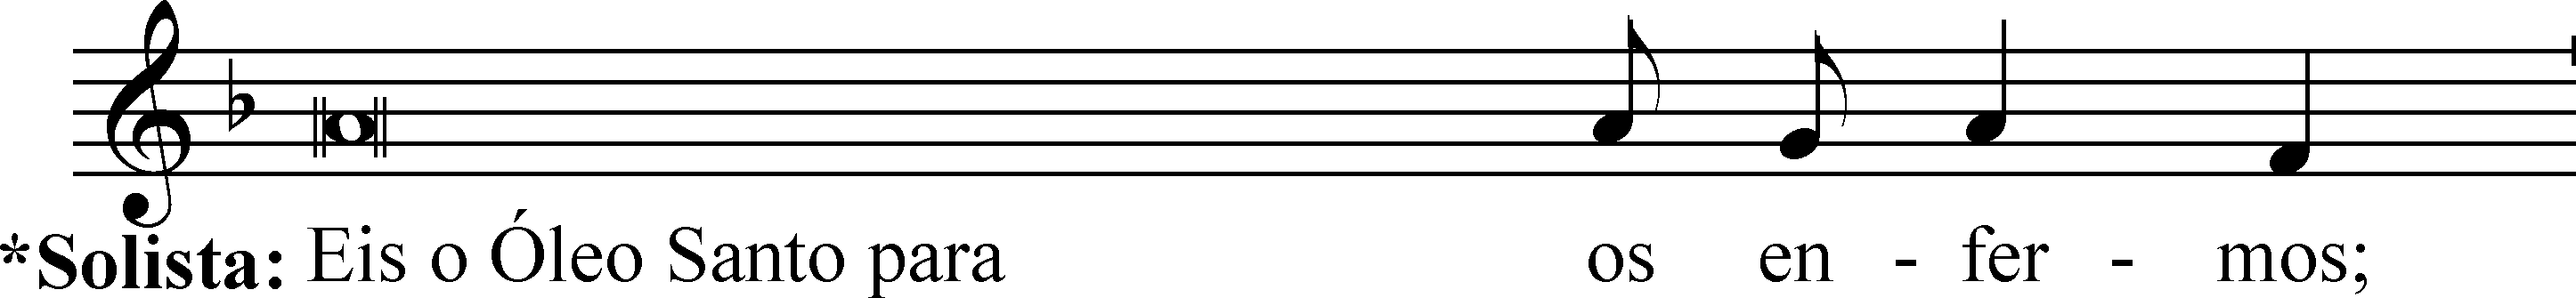 *Solista: Eis o Óleo Santo para os en - fer - mos;